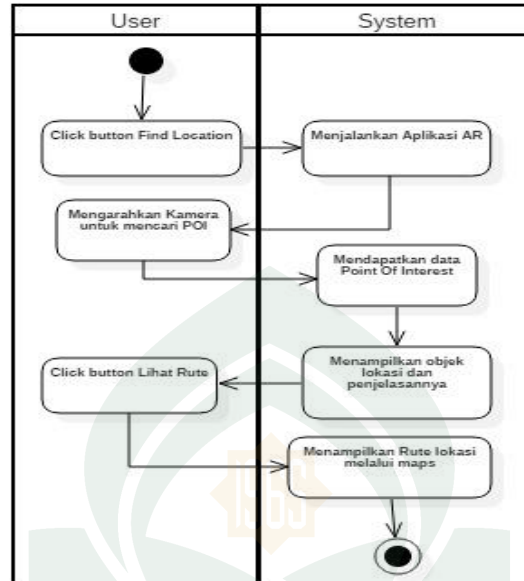 User
System
Click button Find Location
Menjalankan Aplikasi AR
Mengarahkan Kamera
untuk mencari POI
Mendapatkan data
Point Of Interest
Menampilkan objek
lokasi dan
penjelasannya
Click button Lihat Rute
Menampilkan Rute lokasi
melalui maps
1965